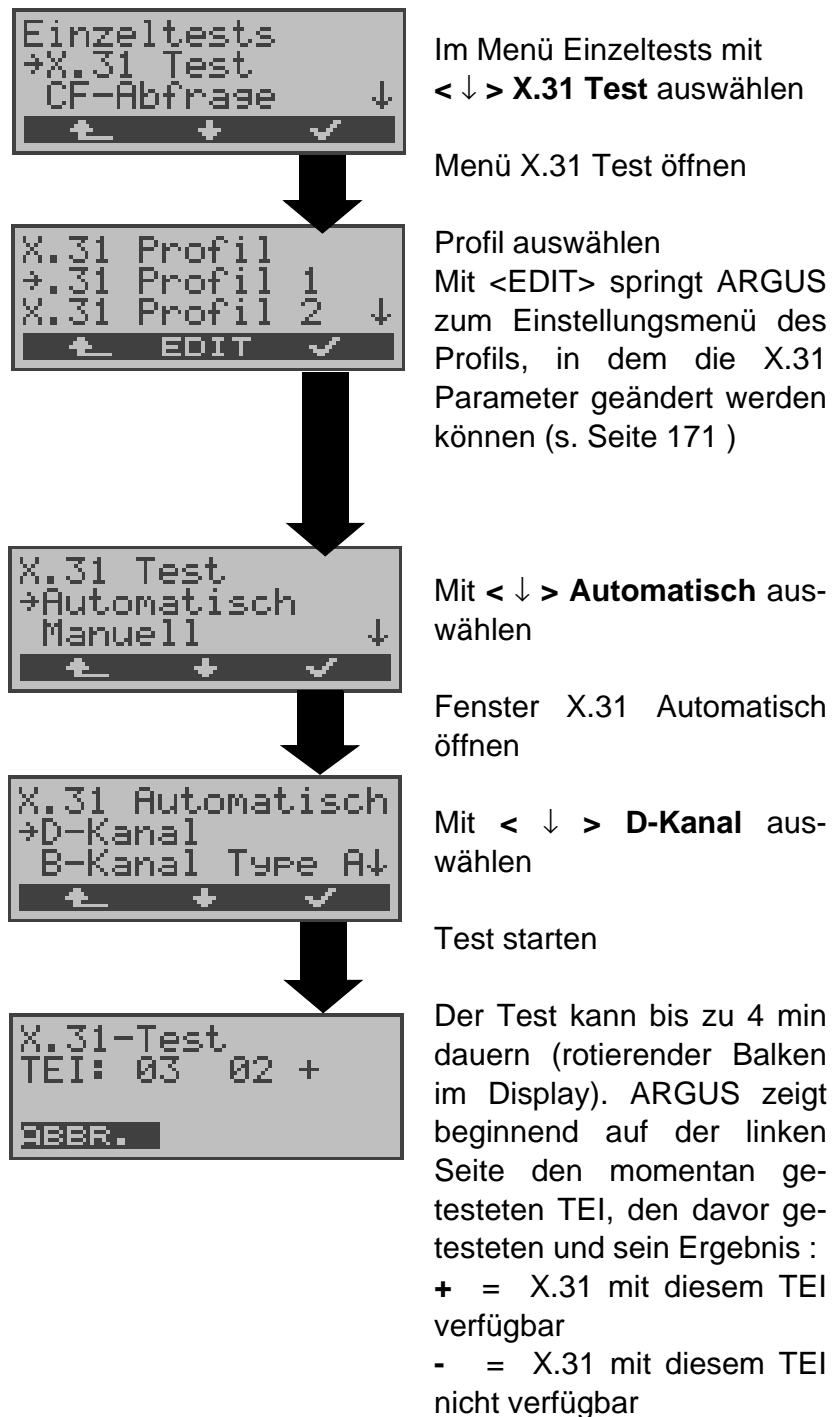 Einzeltests
→X.31 Test
CF-Abfrage ↓
Im Menü Einzeltests mit
< ↓ > X.31 Test auswählen
Menü X.31 Test öffnen
X.31 Profil
→.31 Profil 1
X.31 Profil 2 ↓
EDIT
Profil auswählen
Mit <EDIT> springt ARGUS
zum Einstellungsmenü des
Profils, in dem die X.31
Parameter geändert werden
können (s. Seite 171 )
X.31 Test
→Automatisch
Manuell ↓
Mit < ↓ > Automatisch aus-
wählen
Fenster X.31 Automatisch
öffnen
X.31 Automatisch
→D-Kanal
B-Kanal Type A↓
Mit < ↓ > D-Kanal aus-
wählen
Test starten
X.31-Test
TEI: 03 02 +
ABBR.
Der Test kann bis zu 4 min
dauern (rotierender Balken
im Display). ARGUS zeigt
beginnend auf der linken
Seite den momentan ge-
testeten TEI, den davor ge-
testeten und sein Ergebnis :
+ = X.31 mit diesem TEI
verfügbar
- = X.31 mit diesem TEI
nicht verfügbar